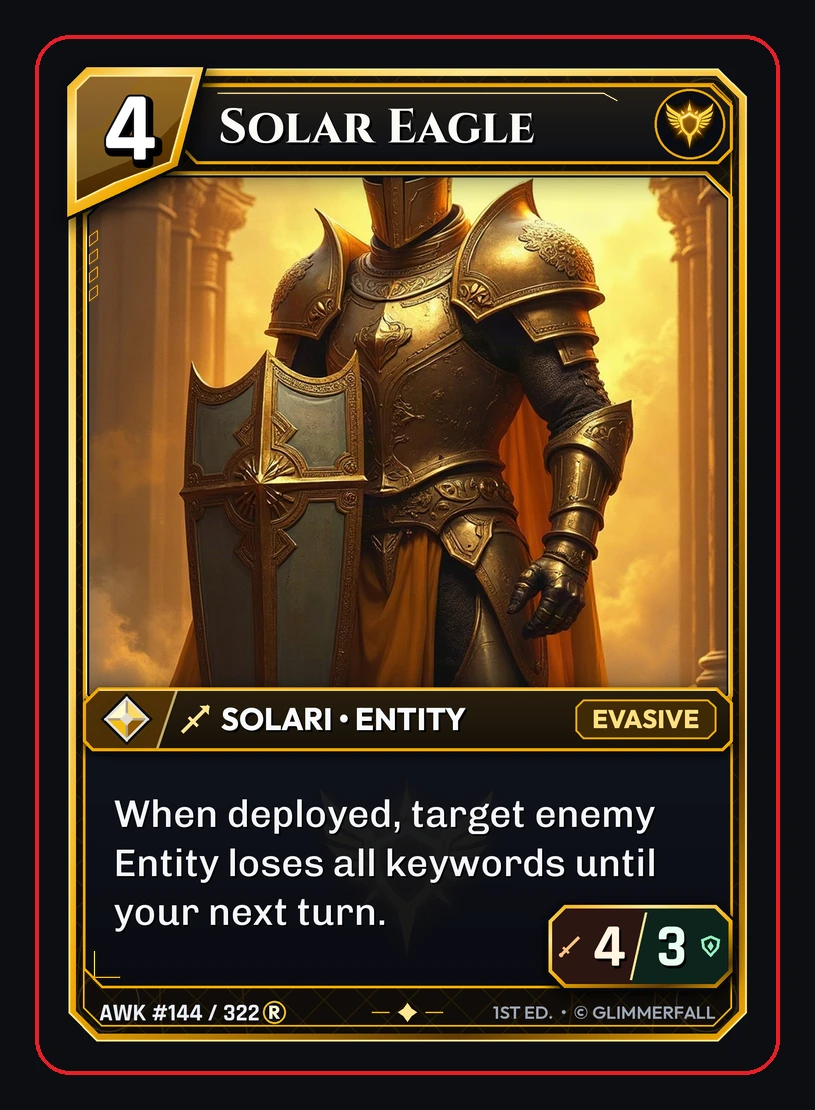 4
SOLAR EAGLE
SOLARI • ENTITY
EVASIVE
When deployed, target enemy
Entity loses all keywords until
your next turn.
4 / 3
AWK #144 / 322 R
1ST ED. • © GLIMMERFALL